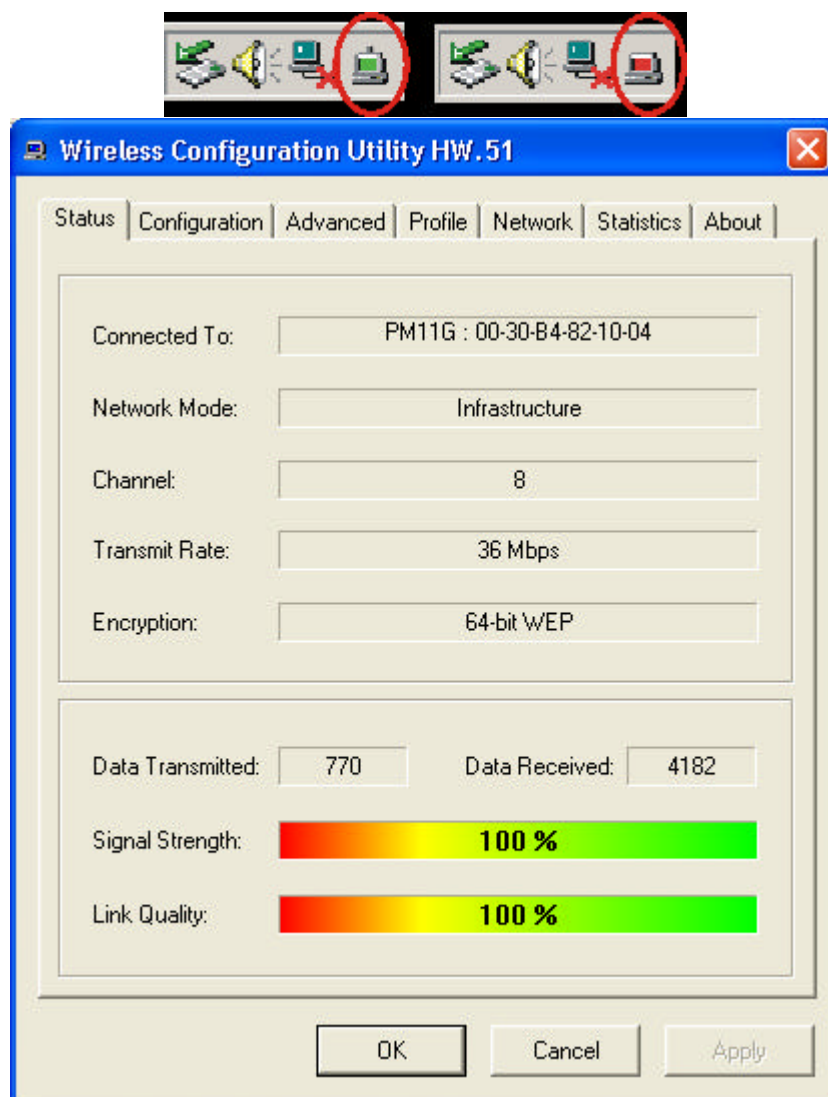 Wireless Configuration Utility HW.51
Status Configuration Advanced Profile Network Statistics About
Connected To: PM11G : 00-30-B4-82-10-04
Network Mode: Infrastructure
Channel: 8
Transmit Rate: 36 Mbps
Encryption: 64-bit WEP
Data Transmitted: 770 Data Received: 4182
Signal Strength: 100 %
Link Quality: 100 %
OK Cancel Apply